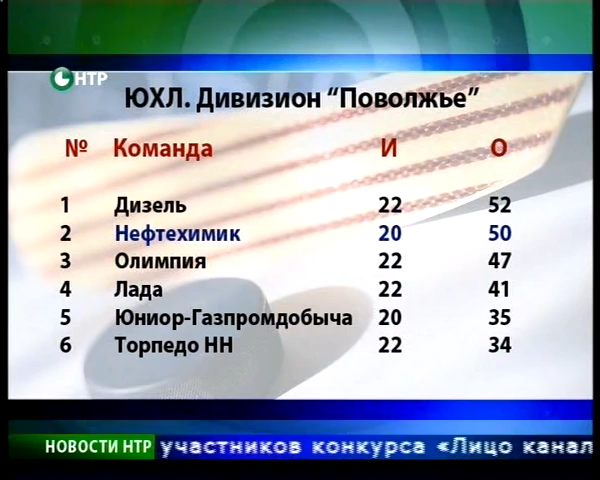 НТР
ЮХЛ. Дивизион “Поволжье”
№ Команда И О
1 Дизель 22 52
2 Нефтехимик 20 50
3 Олимпия 22 47
4 Лада 22 41
5 Юниор-Газпромдобыча 20 35
6 Торпедо НН 22 34
НОВОСТИ НТР участников конкурса «Лицо канал